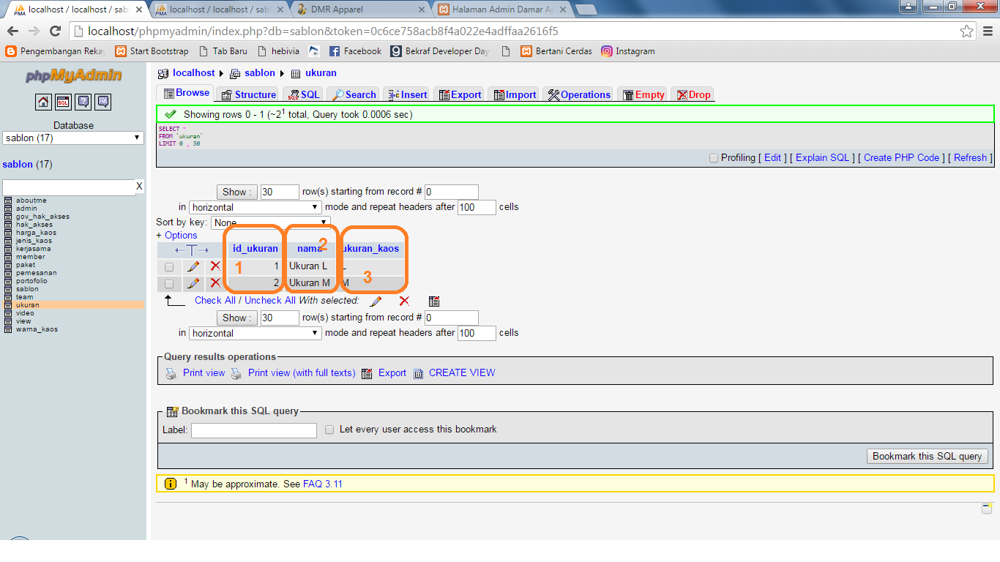 localhost / localhost / sabl
localhost / localhost / sabl
DMR Apparel
Halaman Admin Damar Ap
localhost/phpmyadmin/index.php?db=sablon&token=0c6ce758acb8f4a022e4adffaa2616f5
Pengembangan Rekay
Start Bootstrap
Tab Baru
hebivia
Facebook
Bekraf Developer Day
Bertani Cerdas
Instagram
phpMyAdmin
Database
sablon (17)
sablon (17)
X
aboutme
admin
gov_hak_akses
hak_akses
harga_kaos
jenis_kaos
kerjasama
member
paket
pemesanan
portofolio
sablon
team
ukuran
video
view
warna_kaos
localhost ▸ sablon ▸ ukuran
Browse Structure SQL Search Insert Export Import Operations Empty Drop
Showing rows 0 - 1 (~2¹ total, Query took 0.0006 sec)
SELECT *
FROM `ukuran`
LIMIT 0 , 30
Profiling [ Edit ] [ Explain SQL ] [ Create PHP Code ] [ Refresh ]
Show : 30 row(s) starting from record # 0
in horizontal mode and repeat headers after 100 cells
Sort by key: None
+ Options
←T→ id_ukuran nama ukuran_kaos
1 Ukuran L L
2 Ukuran M M
1
2
3
Check All / Uncheck All With selected:
Show : 30 row(s) starting from record # 0
in horizontal mode and repeat headers after 100 cells
Query results operations
Print view Print view (with full texts) Export CREATE VIEW
Bookmark this SQL query
Label: Let every user access this bookmark
Bookmark this SQL query
¹ May be approximate. See FAQ 3.11